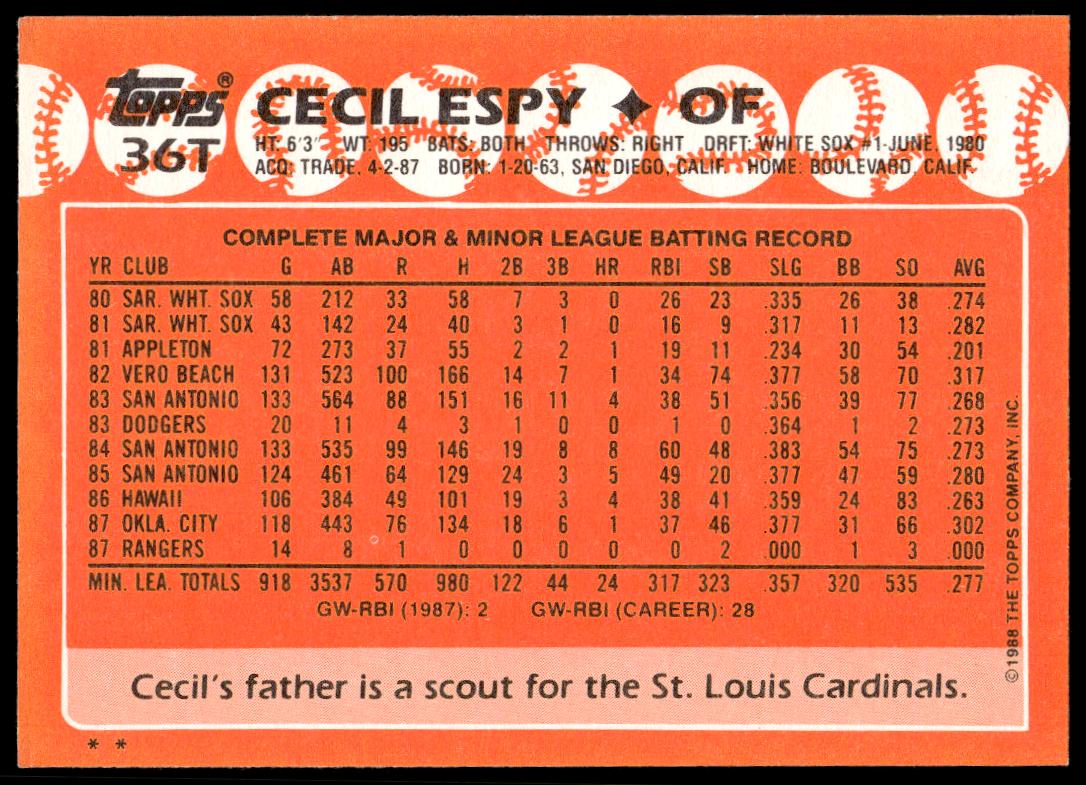 topps® CECIL ESPY ✦ OF
36T HT: 6'3" WT: 195 BATS: BOTH THROWS: RIGHT DRFT: WHITE SOX #1-JUNE, 1980
ACQ: TRADE, 4-2-87 BORN: 1-20-63, SAN DIEGO, CALIF. HOME: BOULEVARD, CALIF.
COMPLETE MAJOR & MINOR LEAGUE BATTING RECORD
YR CLUB G AB R H 2B 3B HR RBI SB SLG BB SO AVG
80 SAR. WHT. SOX 58 212 33 58 7 3 0 26 23 .335 26 38 .274
81 SAR. WHT. SOX 43 142 24 40 3 1 0 16 9 .317 11 13 .282
81 APPLETON 72 273 37 55 2 2 1 19 11 .234 30 54 .201
82 VERO BEACH 131 523 100 166 14 7 1 34 74 .377 58 70 .317
83 SAN ANTONIO 133 564 88 151 16 11 4 38 51 .356 39 77 .268
83 DODGERS 20 11 4 3 1 0 0 1 0 .364 1 2 .273
84 SAN ANTONIO 133 535 99 146 19 8 8 60 48 .383 54 75 .273
85 SAN ANTONIO 124 461 64 129 24 3 5 49 20 .377 47 59 .280
86 HAWAII 106 384 49 101 19 3 4 38 41 .359 24 83 .263
87 OKLA. CITY 118 443 76 134 18 6 1 37 46 .377 31 66 .302
87 RANGERS 14 8 1 0 0 0 0 0 2 .000 1 3 .000
MIN. LEA. TOTALS 918 3537 570 980 122 44 24 317 323 .357 320 535 .277
GW-RBI (1987): 2 GW-RBI (CAREER): 28
©1988 THE TOPPS COMPANY, INC.
Cecil's father is a scout for the St. Louis Cardinals.
* *